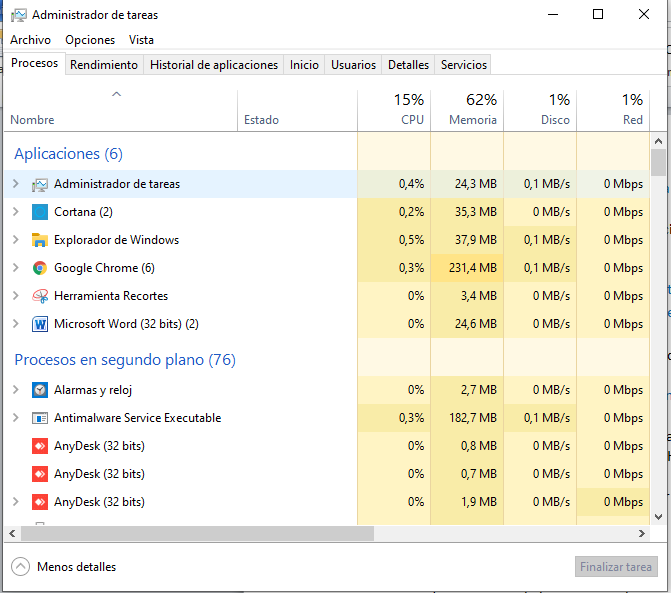 Administrador de tareas
Archivo Opciones Vista
Procesos Rendimiento Historial de aplicaciones Inicio Usuarios Detalles Servicios
15% 62% 1% 1%
Nombre Estado CPU Memoria Disco Red
Aplicaciones (6)
Administrador de tareas 0,4% 24,3 MB 0,1 MB/s 0 Mbps
Cortana (2) 0,2% 35,3 MB 0 MB/s 0 Mbps
Explorador de Windows 0,5% 37,9 MB 0,1 MB/s 0 Mbps
Google Chrome (6) 0,3% 231,4 MB 0,1 MB/s 0 Mbps
Herramienta Recortes 0% 3,4 MB 0 MB/s 0 Mbps
Microsoft Word (32 bits) (2) 0% 24,6 MB 0 MB/s 0 Mbps
Procesos en segundo plano (76)
Alarmas y reloj 0% 2,7 MB 0 MB/s 0 Mbps
Antimalware Service Executable 0,3% 182,7 MB 0,1 MB/s 0 Mbps
AnyDesk (32 bits) 0% 0,8 MB 0 MB/s 0 Mbps
AnyDesk (32 bits) 0% 0,7 MB 0 MB/s 0 Mbps
AnyDesk (32 bits) 0% 1,9 MB 0 MB/s 0 Mbps
Menos detalles Finalizar tarea